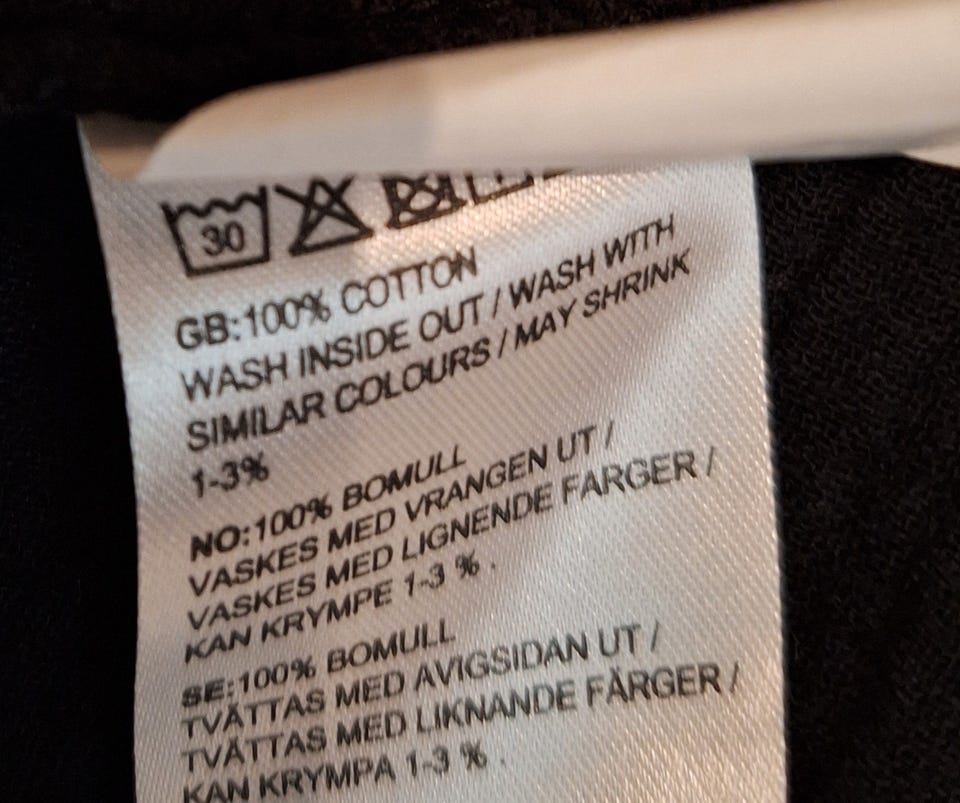 30
GB:100% COTTON
WASH INSIDE OUT / WASH WITH
SIMILAR COLOURS / MAY SHRINK
1-3%
NO:100% BOMULL
VASKES MED VRANGEN UT /
VASKES MED LIGNENDE FARGER /
KAN KRYMPE 1-3 % .
SE:100% BOMULL
TVÄTTAS MED AVIGSIDAN UT /
TVÄTTAS MED LIKNANDE FÄRGER /
KAN KRYMPA 1-3 % .